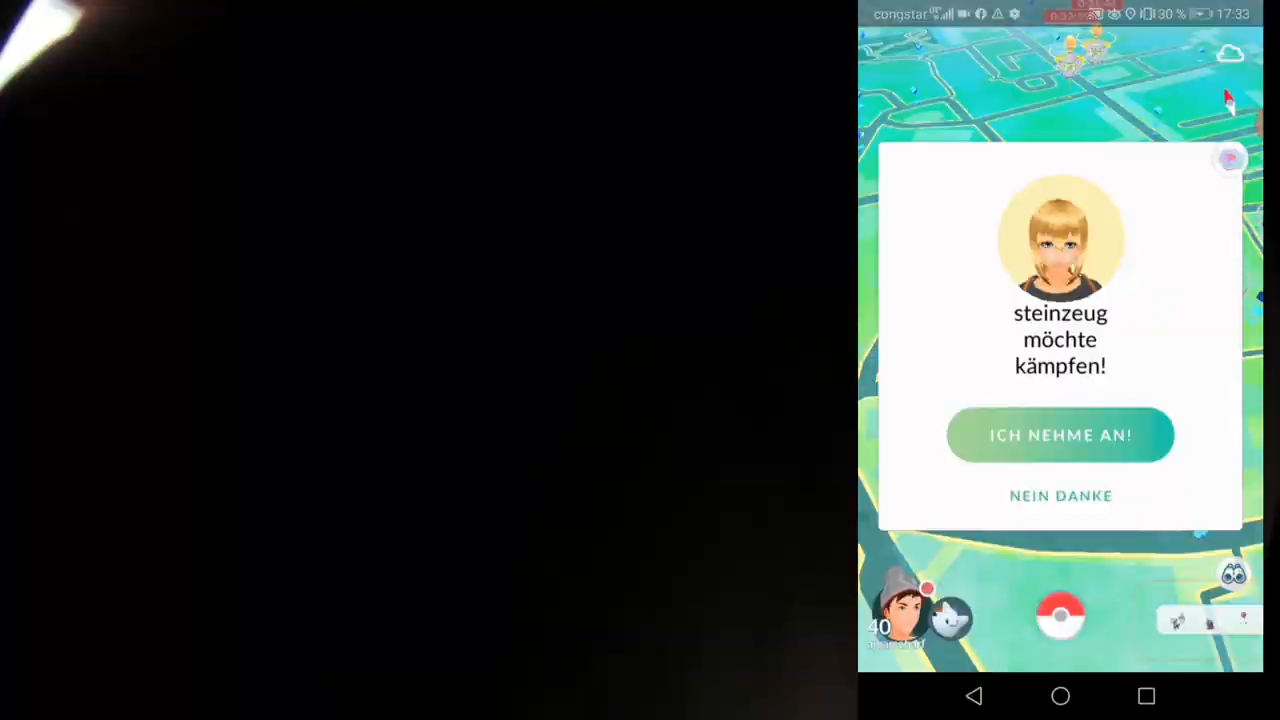 congstar 30 % 17:33
steinzeug
möchte
kämpfen!
ICH NEHME AN!
NEIN DANKE
40